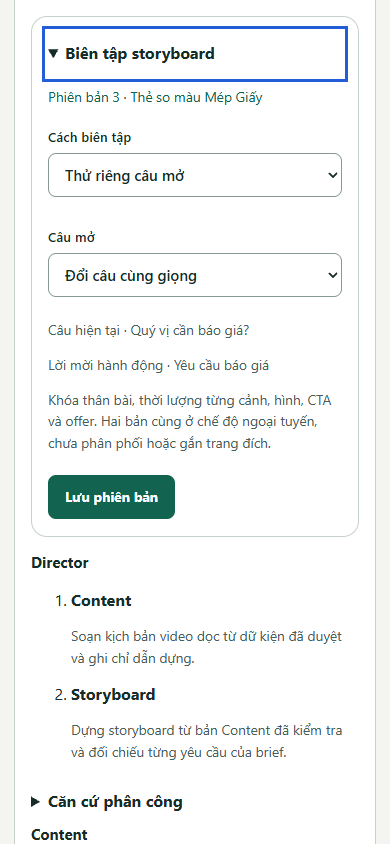 Biên tập storyboard
Phiên bản 3 · Thẻ so màu Mép Giấy
Cách biên tập
Thử riêng câu mở
Câu mở
Đổi câu cùng giọng
Câu hiện tại · Quý vị cần báo giá?
Lời mời hành động · Yêu cầu báo giá
Khóa thân bài, thời lượng từng cảnh, hình, CTA
và offer. Hai bản cùng ở chế độ ngoại tuyến,
chưa phân phối hoặc gắn trang đích.
Lưu phiên bản
Director
1. Content
Soạn kịch bản video dọc từ dữ kiện đã duyệt
và ghi chỉ dẫn dựng.
2. Storyboard
Dựng storyboard từ bản Content đã kiểm tra
và đối chiếu từng yêu cầu của brief.
Căn cứ phân công
Content